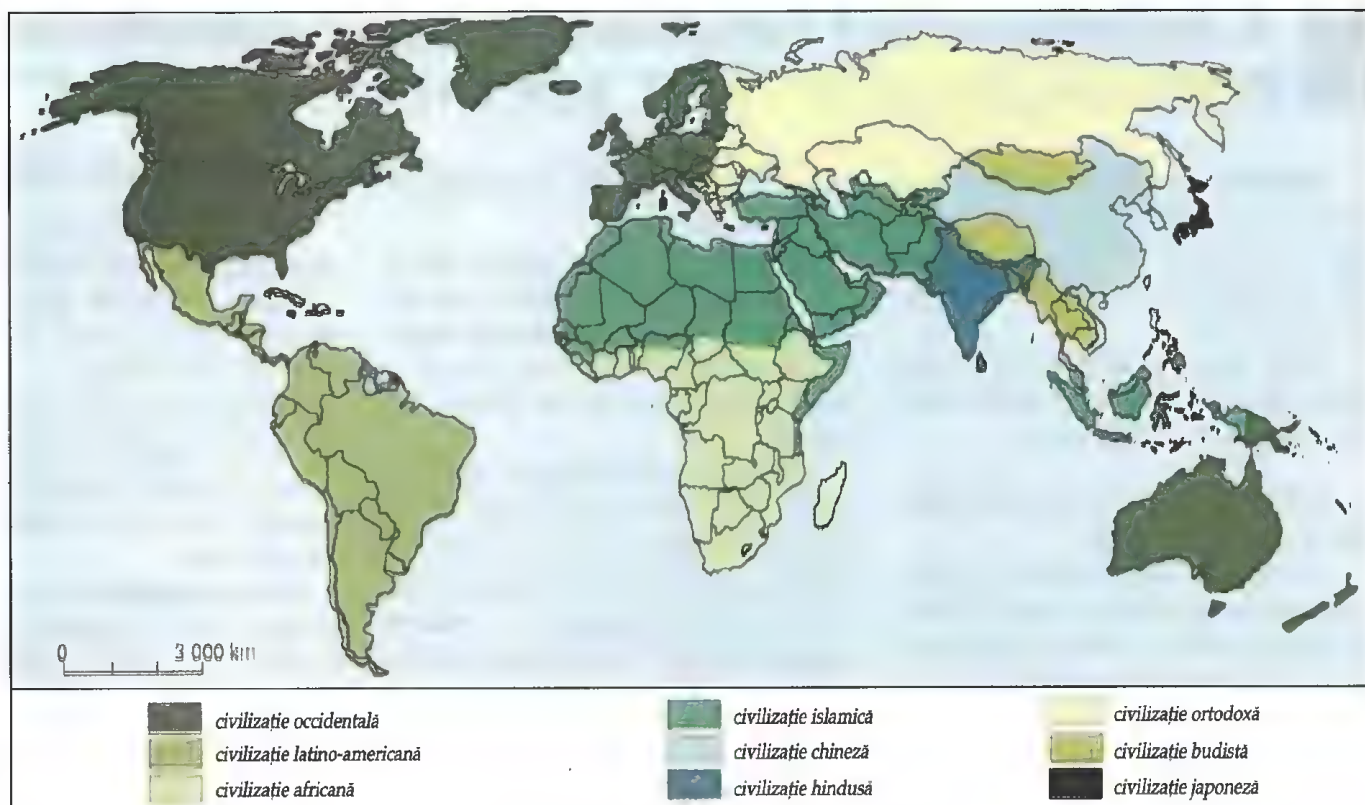 0 3 000 km
civilizație occidentală
civilizație latino-americană
civilizație africană
civilizație islamică
civilizație chineză
civilizație hindusă
civilizație ortodoxă
civilizație budistă
civilizație japoneză